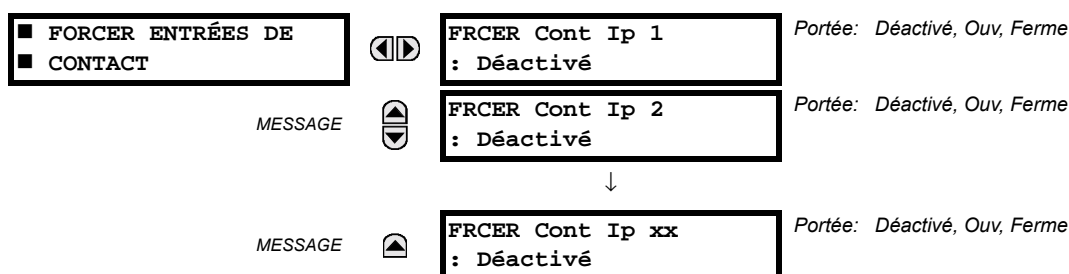 ■ FORCER ENTRÉES DE
■ CONTACT
FRCER Cont Ip 1
: Déactivé
Portée: Déactivé, Ouv, Ferme
MESSAGE
FRCER Cont Ip 2
: Déactivé
Portée: Déactivé, Ouv, Ferme
↓
MESSAGE
FRCER Cont Ip xx
: Déactivé
Portée: Déactivé, Ouv, Ferme